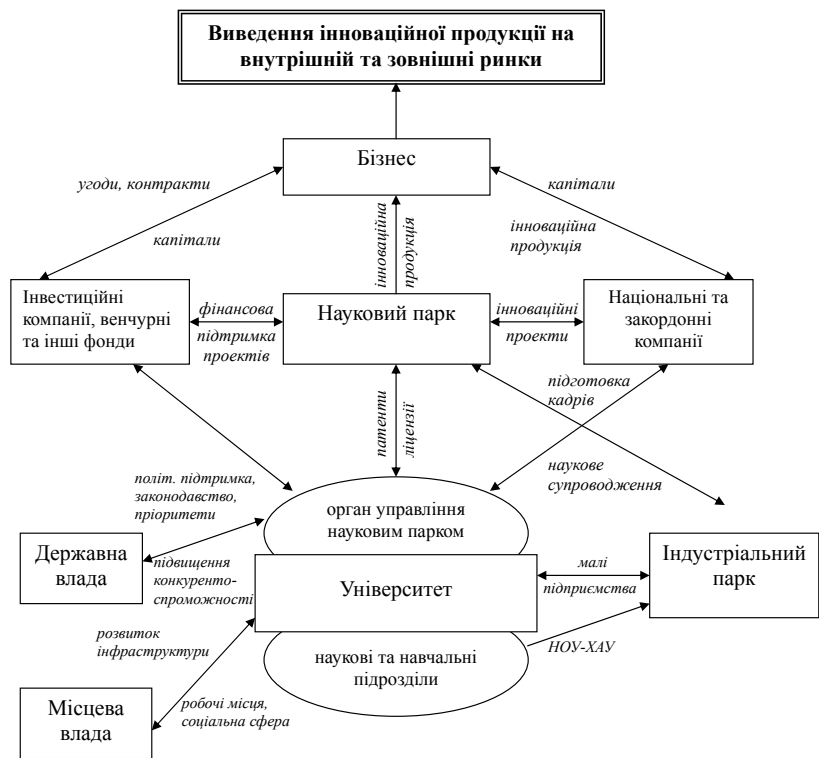 Виведення інноваційної продукції на
внутрішній та зовнішні ринки
Бізнес
угоди, контракти
капітали
капітали
інноваційна
продукція
інноваційна
продукція
Інвестиційні
компанії, венчурні
та інші фонди
фінансова
підтримка
проектів
Науковий парк
інноваційні
проекти
Національні та
закордонні
компанії
патенти
ліцензії
підготовка
кадрів
наукове
супроводження
політ. підтримка,
законодавство,
пріоритети
орган управління
науковим парком
Державна
влада
підвищення
конкуренто-
спроможності
Університет
малі
підприємства
Індустріальний
парк
розвиток
інфраструктури
наукові та навчальні
підрозділи
НОУ-ХАУ
Місцева
влада
робочі місця,
соціальна сфера